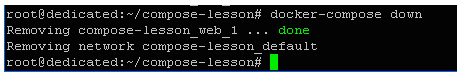 root@dedicated:~/compose-lesson# docker-compose down
Removing compose-lesson_web_1 ... done
Removing network compose-lesson_default
root@dedicated:~/compose-lesson#